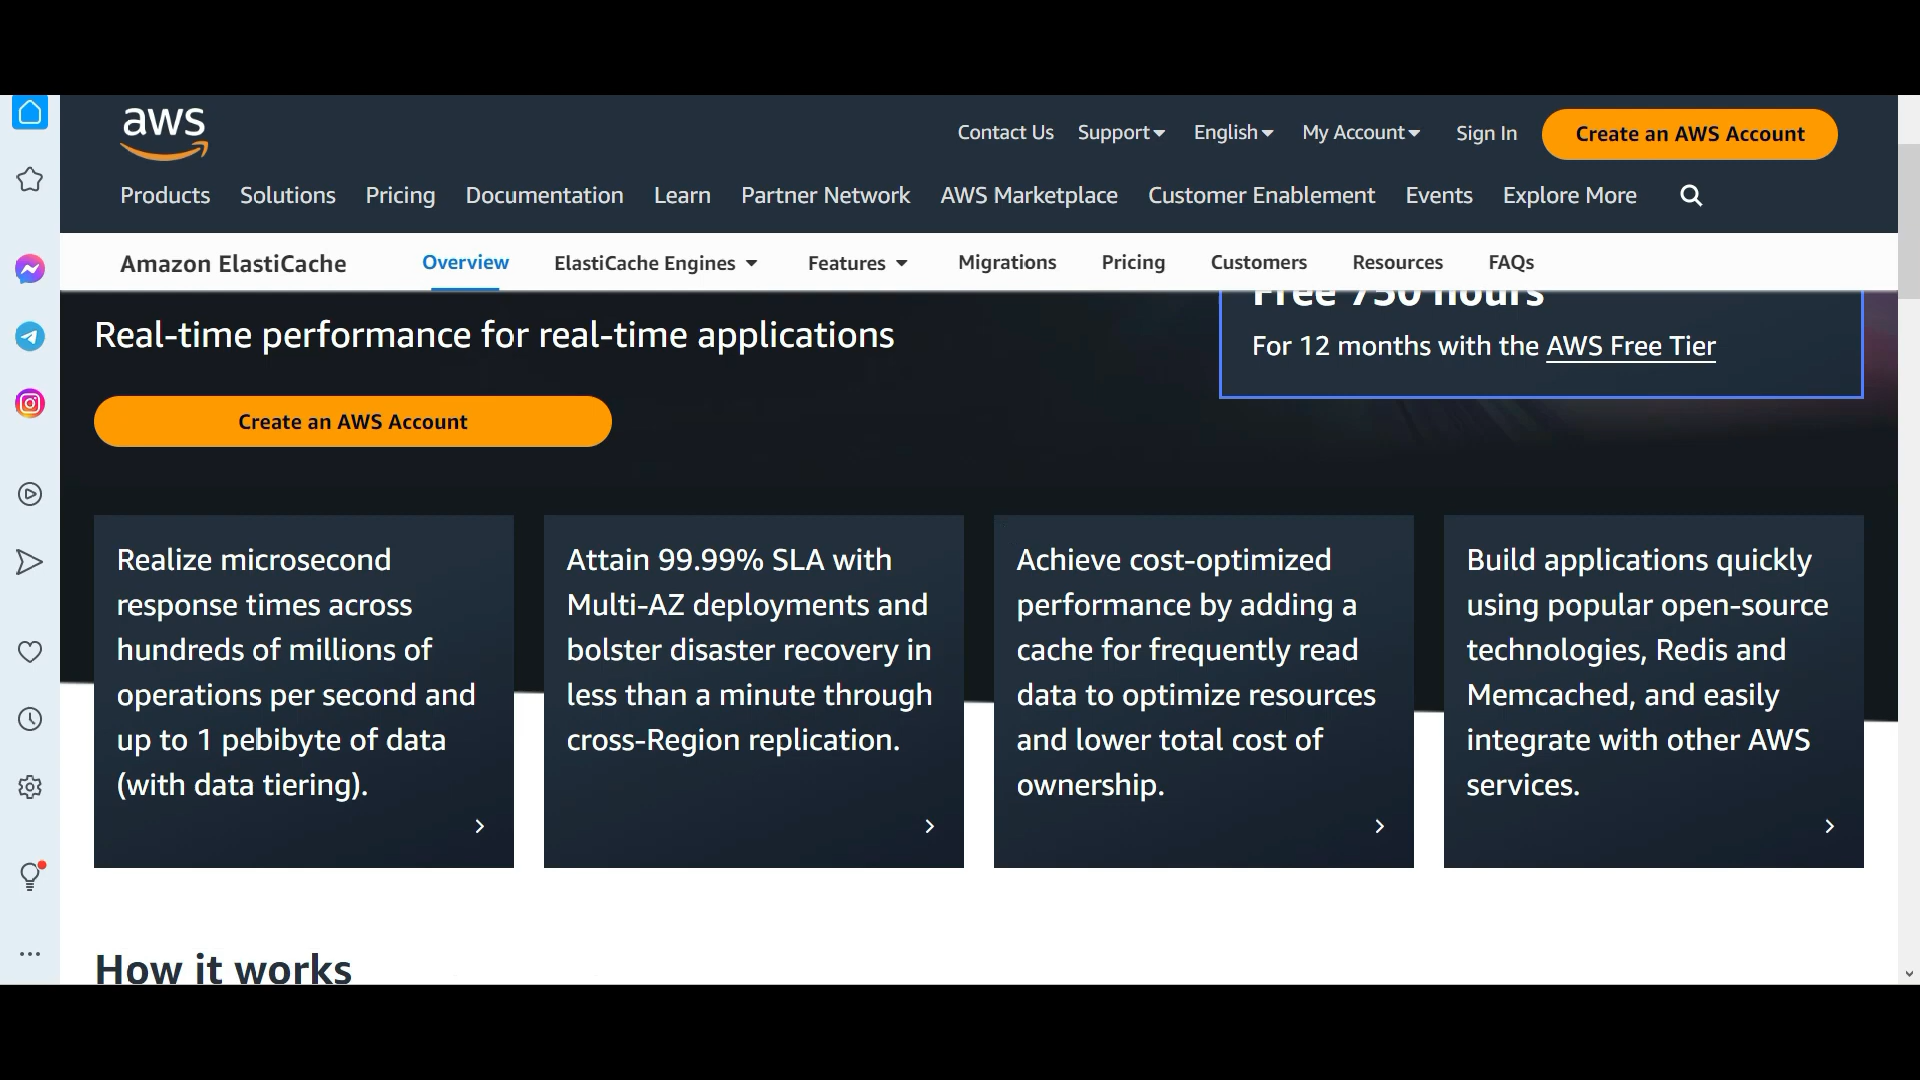 aws
Contact Us Support English My Account Sign In Create an AWS Account
Products Solutions Pricing Documentation Learn Partner Network AWS Marketplace Customer Enablement Events Explore More
Amazon ElastiCache Overview ElastiCache Engines Features Migrations Pricing Customers Resources FAQs
Free 750 hours
Real-time performance for real-time applications
For 12 months with the AWS Free Tier
Create an AWS Account
Realize microsecond
response times across
hundreds of millions of
operations per second and
up to 1 pebibyte of data
(with data tiering).
Attain 99.99% SLA with
Multi-AZ deployments and
bolster disaster recovery in
less than a minute through
cross-Region replication.
Achieve cost-optimized
performance by adding a
cache for frequently read
data to optimize resources
and lower total cost of
ownership.
Build applications quickly
using popular open-source
technologies, Redis and
Memcached, and easily
integrate with other AWS
services.
How it works